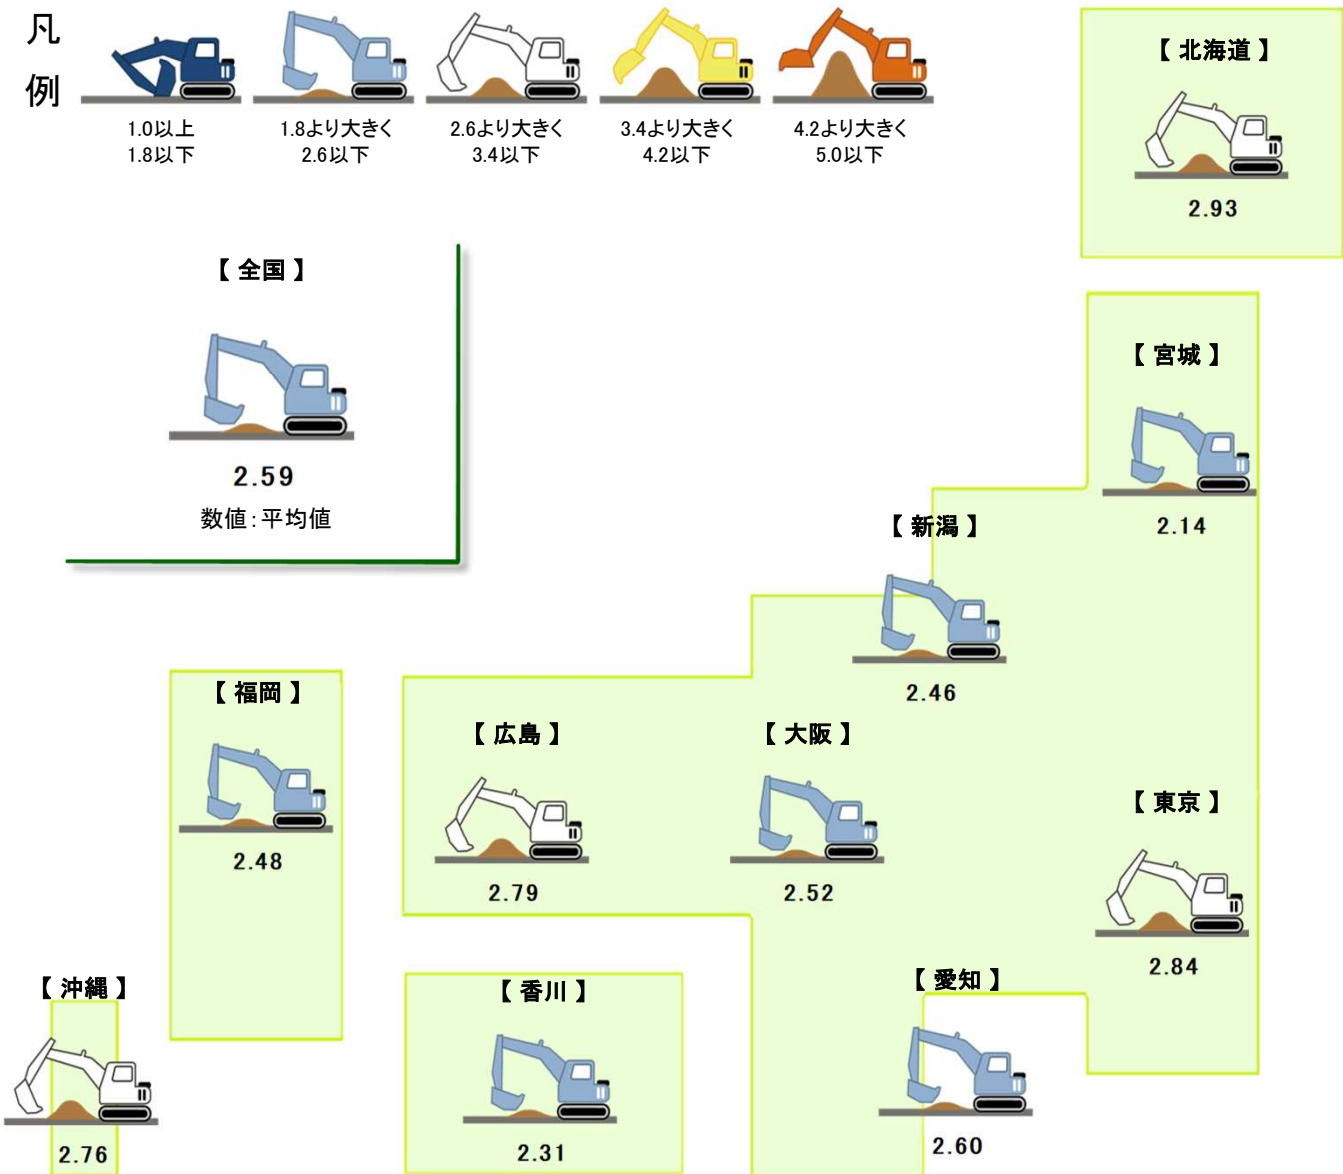 凡
例
1.0以上
1.8以下
1.8より大きく
2.6以下
2.6より大きく
3.4以下
3.4より大きく
4.2以下
4.2より大きく
5.0以下
【 北海道 】
2.93
【 全国 】
2.59
数値：平均値
【 宮城 】
2.14
【 新潟 】
2.46
【 福岡 】
2.48
【 広島 】
2.79
【 大阪 】
2.52
【 東京 】
2.84
【 沖縄 】
2.76
【 香川 】
2.31
【 愛知 】
2.60